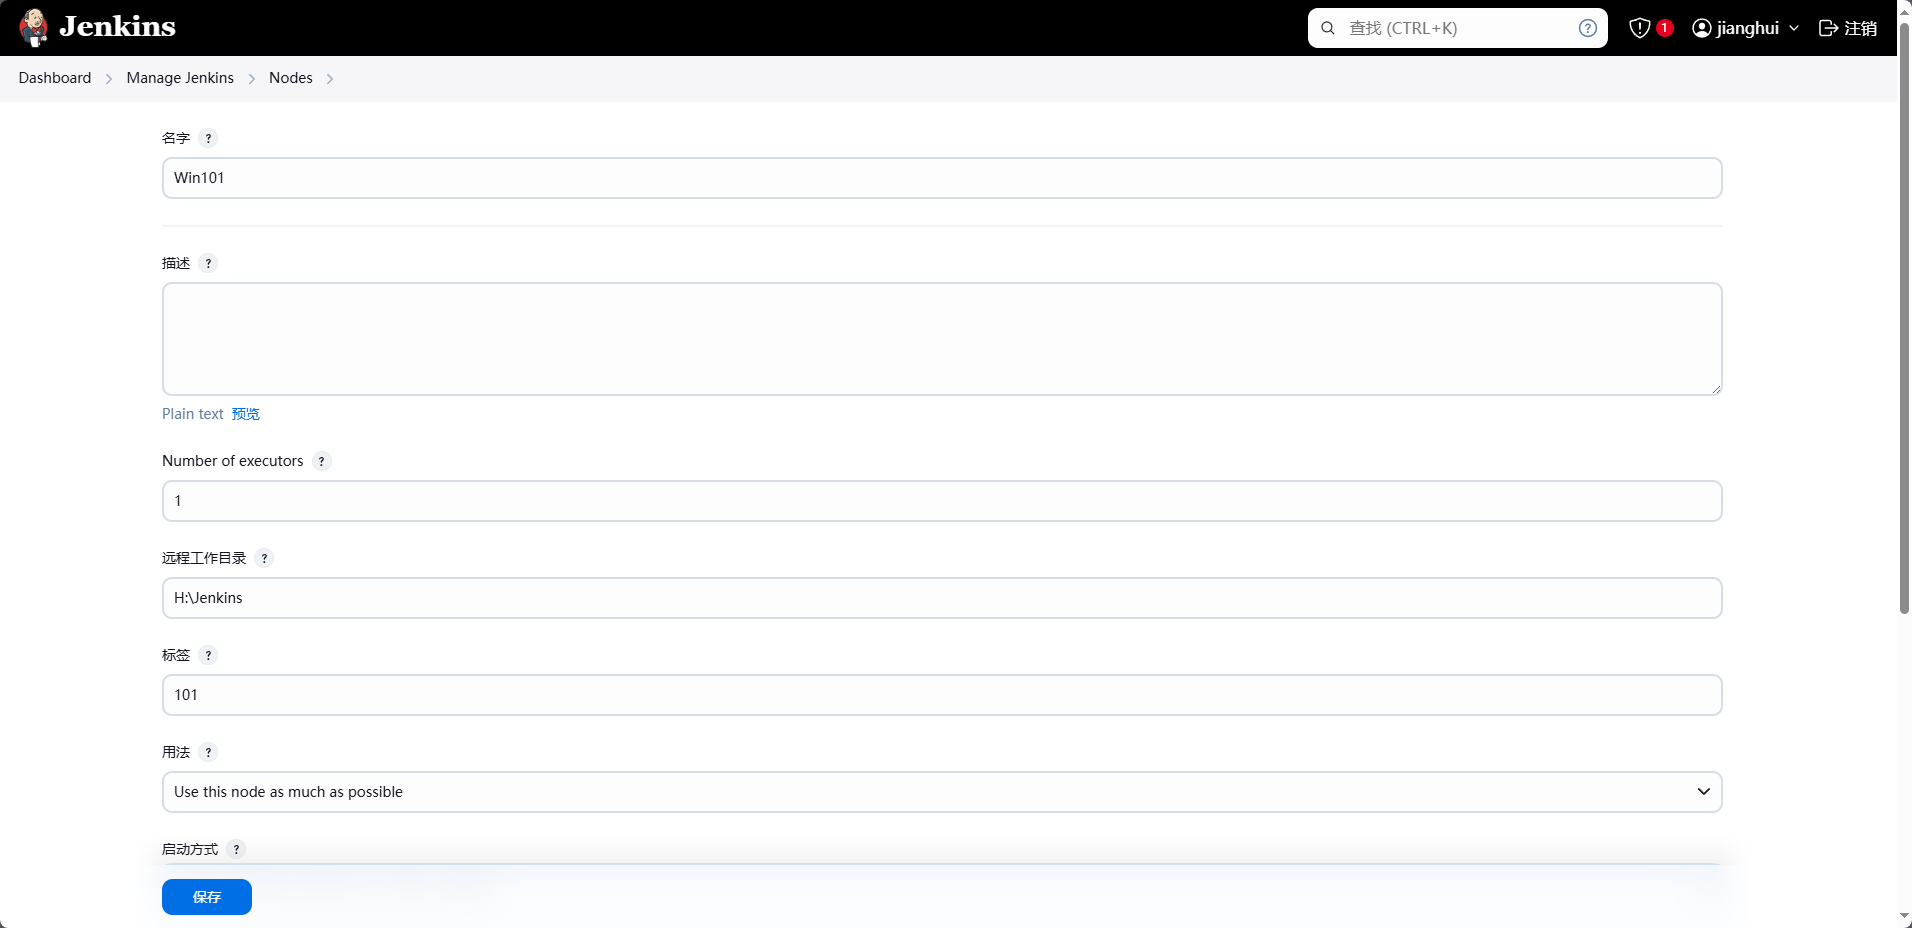 Jenkins
查找 (CTRL+K)
?
1
jianghui
注销
Dashboard
Manage Jenkins
Nodes
名字 ?
Win101
描述 ?
Plain text 预览
Number of executors ?
1
远程工作目录 ?
H:\Jenkins
标签 ?
101
用法 ?
Use this node as much as possible
启动方式 ?
保存